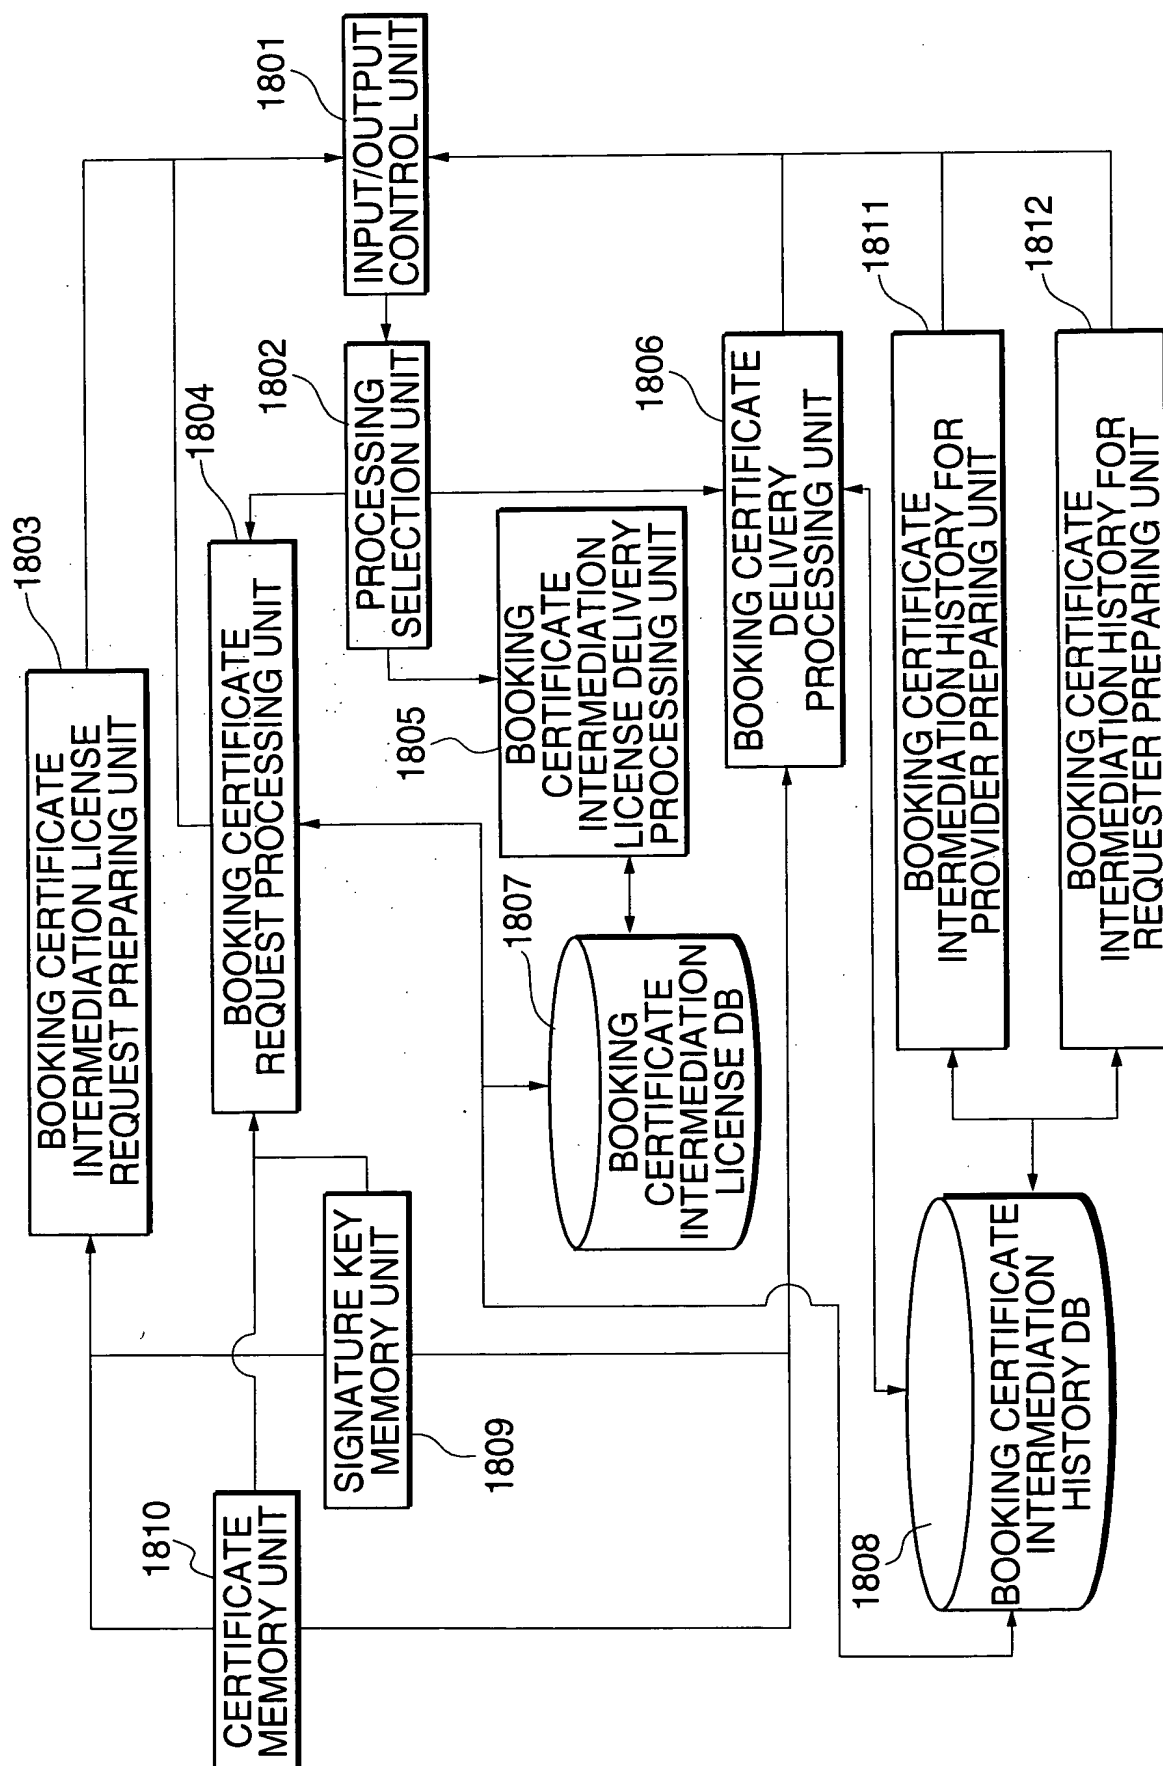 1803
BOOKING CERTIFICATE
INTERMEDIATION LICENSE
REQUEST PREPARING UNIT
1810
CERTIFICATE
MEMORY UNIT
1804
BOOKING CERTIFICATE
REQUEST PROCESSING UNIT
1801
INPUT/OUTPUT
CONTROL UNIT
1802
PROCESSING
SELECTION UNIT
SIGNATURE KEY
MEMORY UNIT
1809
1805
BOOKING
CERTIFICATE
INTERMEDIATION
LICENSE DELIVERY
PROCESSING UNIT
1807
BOOKING
CERTIFICATE
INTERMEDIATION
LICENSE DB
1806
BOOKING CERTIFICATE
DELIVERY
PROCESSING UNIT
1808
BOOKING CERTIFICATE
INTERMEDIATION
HISTORY DB
1811
BOOKING CERTIFICATE
INTERMEDIATION HISTORY FOR
PROVIDER PREPARING UNIT
1812
BOOKING CERTIFICATE
INTERMEDIATION HISTORY FOR
REQUESTER PREPARING UNIT